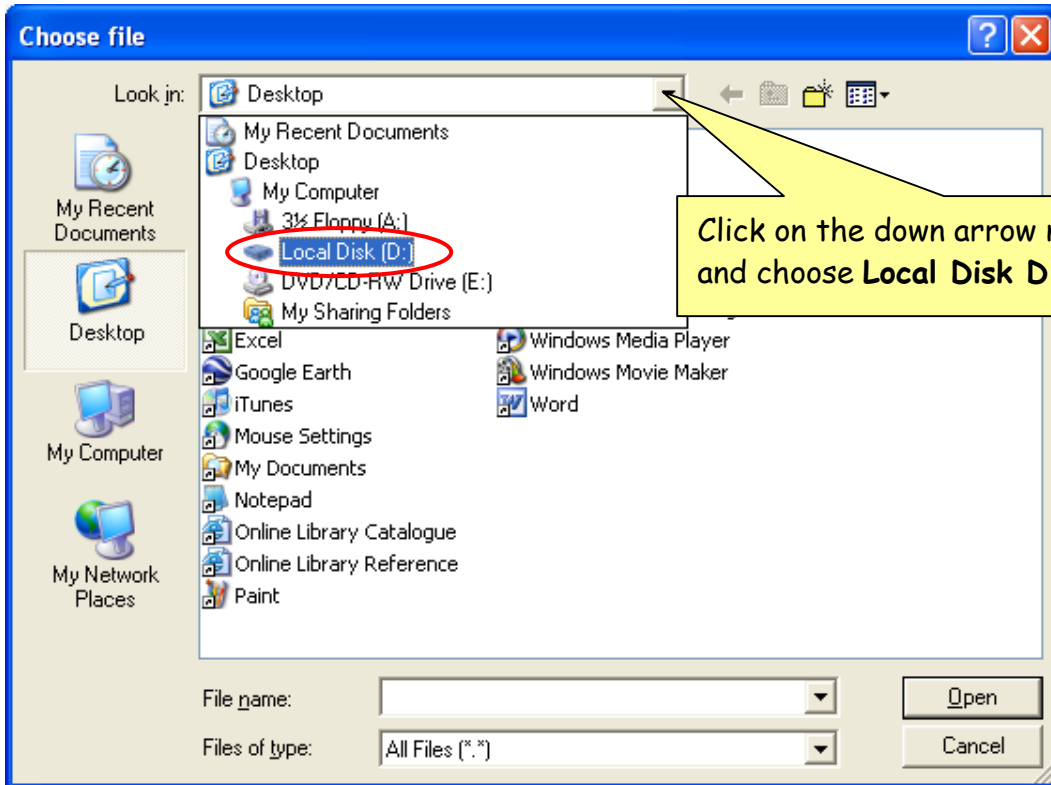 Choose file
Look in:
Desktop
My Recent Documents
Desktop
My Computer
3½ Floppy (A:)
Local Disk (D:)
DVD/CD-RW Drive (E:)
My Sharing Folders
Click on the down arrow
and choose Local Disk D
My Recent
Documents
Desktop
My Computer
My Network
Places
Excel
Google Earth
iTunes
Mouse Settings
My Documents
Notepad
Online Library Catalogue
Online Library Reference
Paint
Windows Media Player
Windows Movie Maker
Word
File name:
Open
Files of type:
All Files (*.*)
Cancel